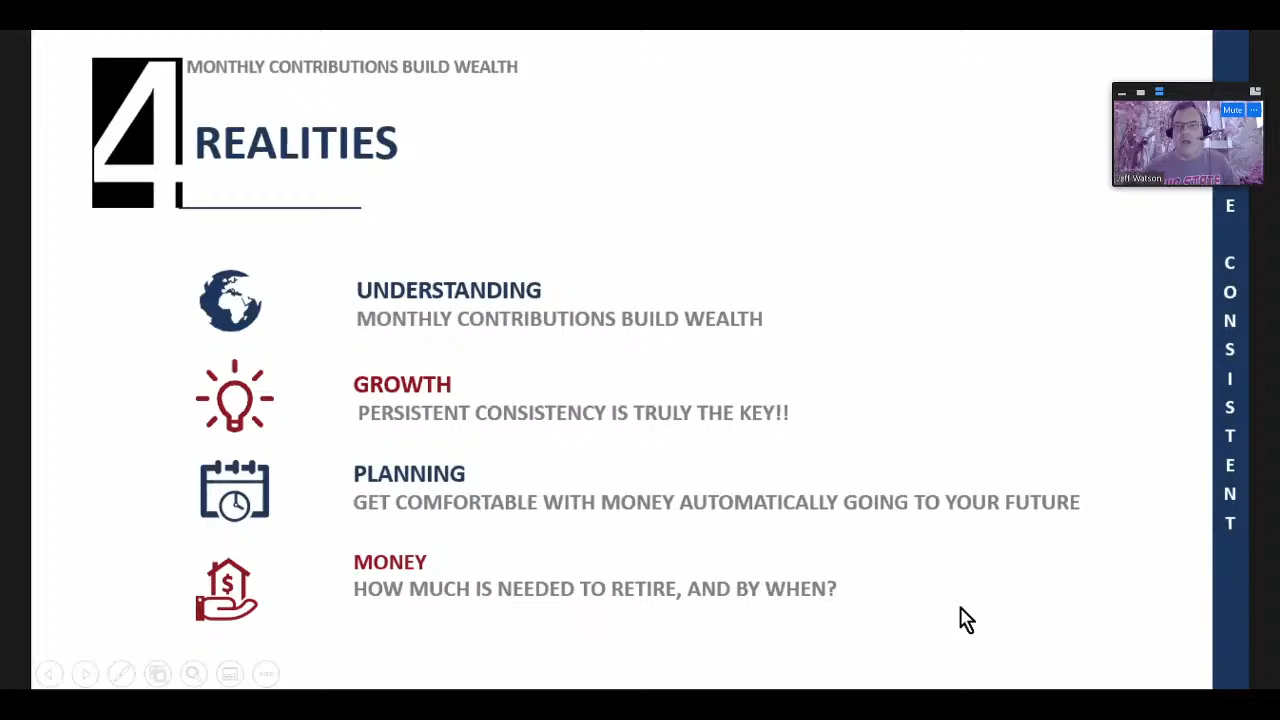 4
MONTHLY CONTRIBUTIONS BUILD WEALTH
REALITIES
UNDERSTANDING
MONTHLY CONTRIBUTIONS BUILD WEALTH
GROWTH
PERSISTENT CONSISTENCY IS TRULY THE KEY!!
PLANNING
GET COMFORTABLE WITH MONEY AUTOMATICALLY GOING TO YOUR FUTURE
$
MONEY
HOW MUCH IS NEEDED TO RETIRE, AND BY WHEN?
Mute
Jeff Watson
STATE
E CONSISTENT